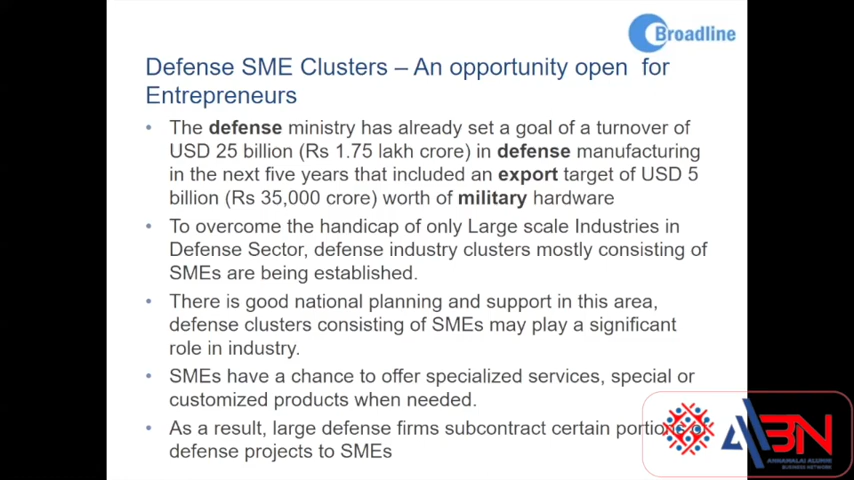 Broadline
Defense SME Clusters – An opportunity open for
Entrepreneurs
• The defense ministry has already set a goal of a turnover of
USD 25 billion (Rs 1.75 lakh crore) in defense manufacturing
in the next five years that included an export target of USD 5
billion (Rs 35,000 crore) worth of military hardware
• To overcome the handicap of only Large scale Industries in
Defense Sector, defense industry clusters mostly consisting of
SMEs are being established.
• There is good national planning and support in this area,
defense clusters consisting of SMEs may play a significant
role in industry.
• SMEs have a chance to offer specialized services, special or
customized products when needed.
• As a result, large defense firms subcontract certain portions
defense projects to SMEs
ABN
ANNAMALAI ALUMNI
BUSINESS NETWORK